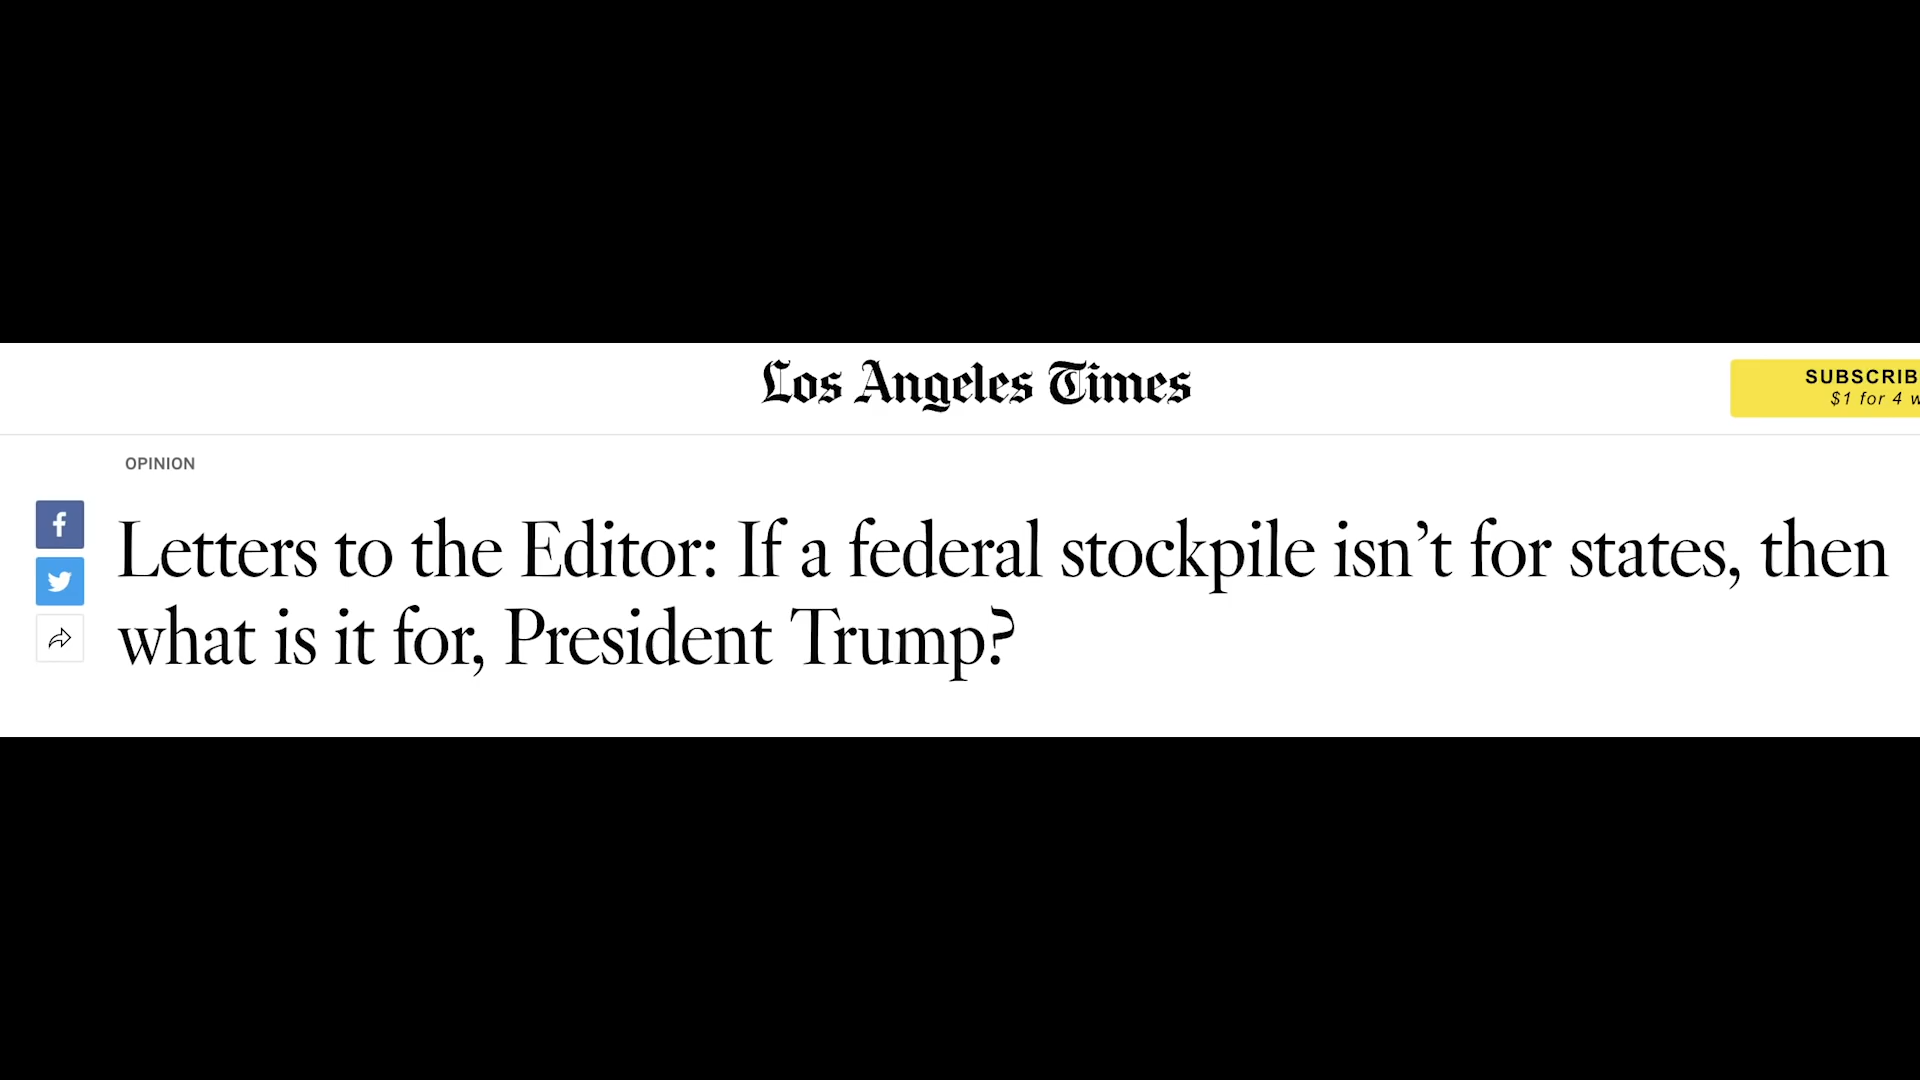 Los Angeles Times
SUBSCRIB
$1 for 4 w
OPINION
Letters to the Editor: If a federal stockpile isn’t for states, then
what is it for, President Trump?